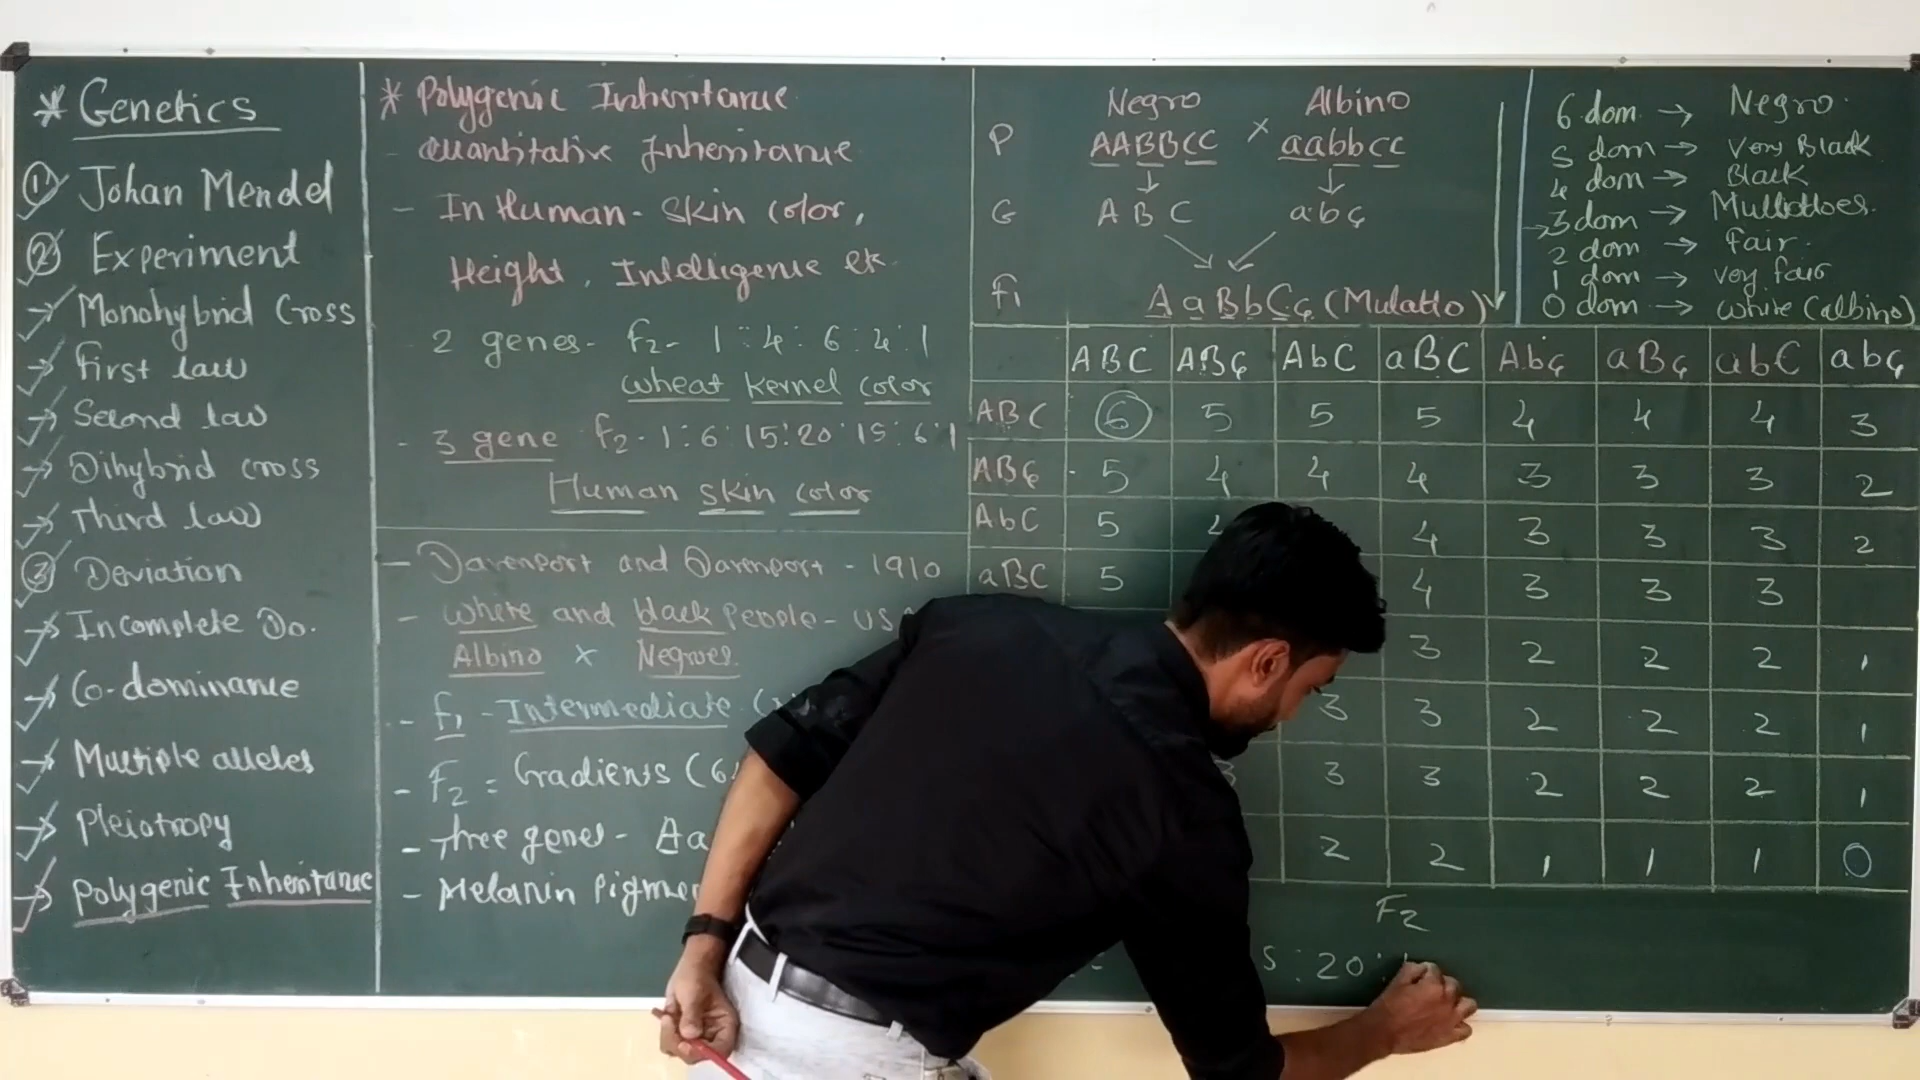 * Genetics
① Johan Mendel
② Experiment
→ Monohybrid Cross
→ First law
→ Second law
→ Dihybrid cross
→ Third law
③ Deviation
→ Incomplete Do.
→ Co-dominance
→ Multiple alleles
→ Pleiotropy
→ Polygenic Inheritance
* Polygenic Inheritance
- Quantitative Inheritance
- In Human - Skin color,
Height, Intelligence etc
- 2 genes - F2 - 1 : 4 : 6 : 4 : 1
wheat kernel color
- 3 gene F2 - 1 : 6 : 15 : 20 : 15 : 6 : 1
Human skin color
- Davenport and Davenport - 1910
- where and black people - US
Albino × Negroes
- F1 - Intermediate
- F2 = Gradients (6
- Three genes - Aa
- Melanin pigme
Negro Albino
P AABBCC × aabbcc
G A B C a b c
F1 AaBbCc (Mulatto)
6 dom → Negro
5 dom → Very Black
4 dom → Black
→ 3 dom → Mullottoes
2 dom → Fair
1 dom → very fair
0 dom → white (albino)
ABC ABc AbC aBC Abc aBc abC abc
ABC 6 5 5 5 4 4 4 3
ABc 5 4 4 4 3 3 3 2
AbC 5 4 3 3 3 2
aBC 5 4 3 3 3
3 2 2 2 1
3 3 2 2 2 1
3 3 3 2 2 2 1
2 2 1 1 1 0
F2
5 : 20 :